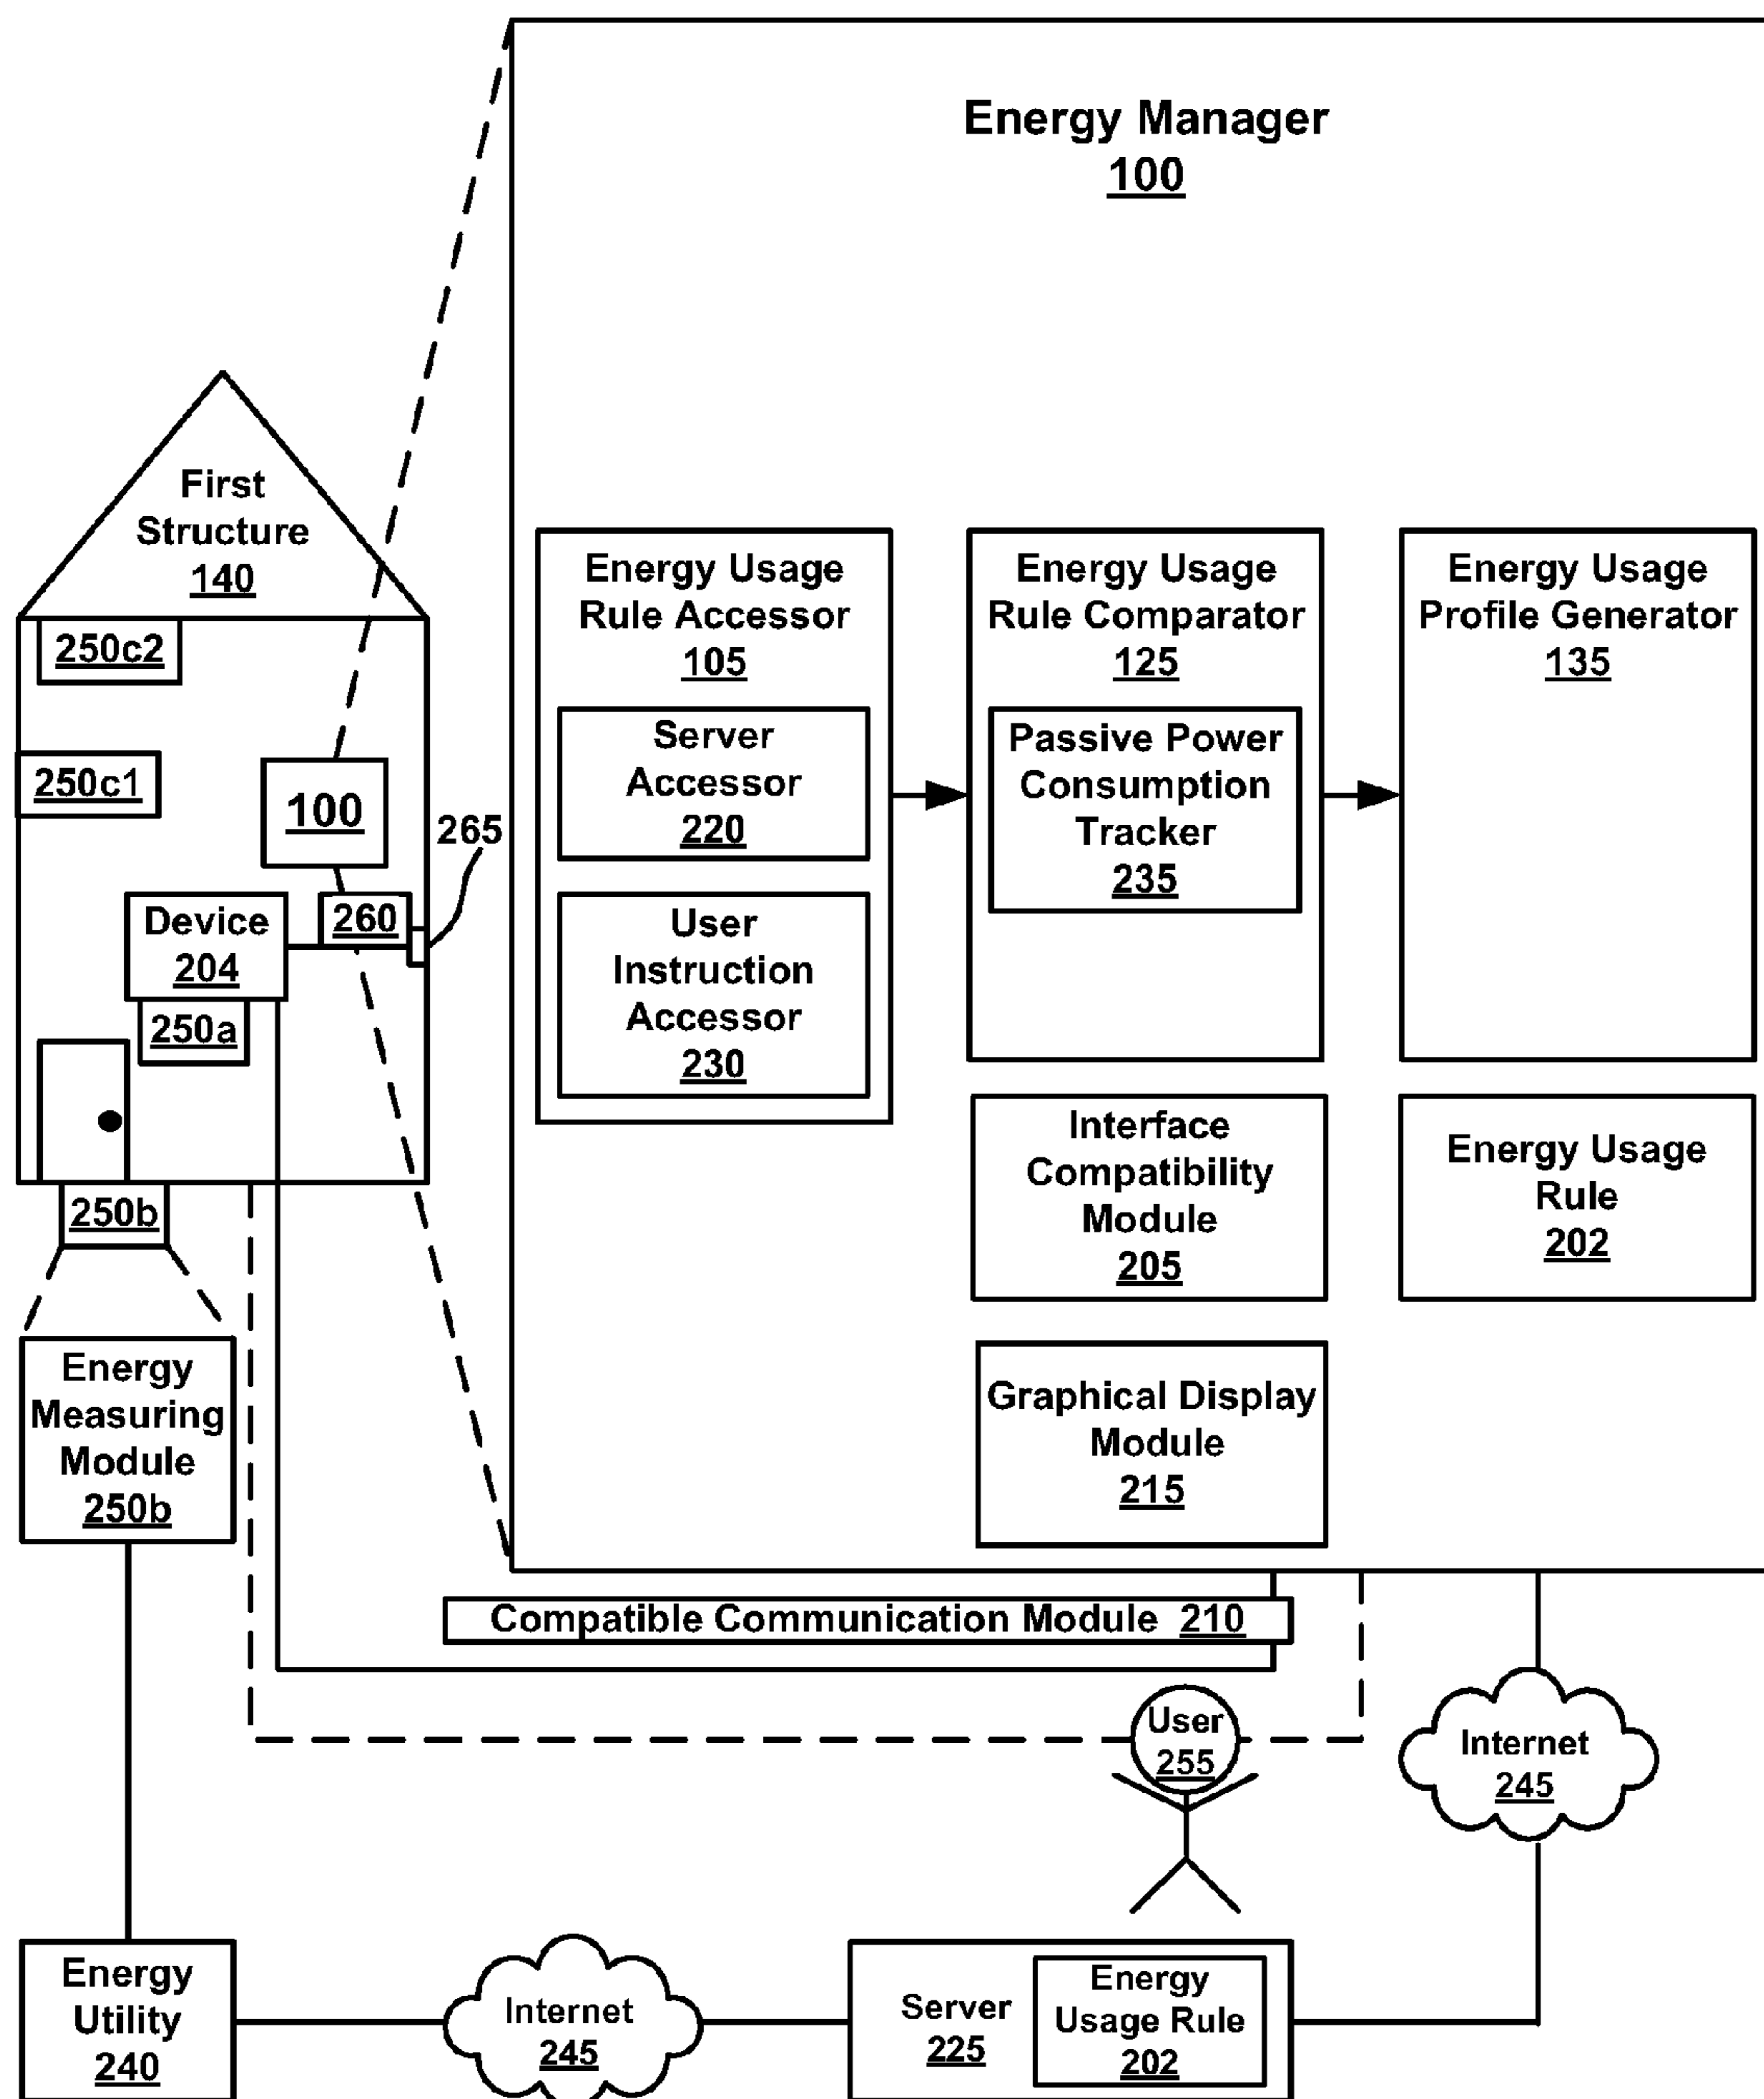 Energy Manager
100
First
Structure
140
250c2
250c1
100
265
260
Device
204
250a
250b
Energy
Measuring
Module
250b
Energy Usage
Rule Accessor
105
Server
Accessor
220
User
Instruction
Accessor
230
Energy Usage
Rule Comparator
125
Passive Power
Consumption
Tracker
235
Energy Usage
Profile Generator
135
Interface
Compatibility
Module
205
Energy Usage
Rule
202
Graphical Display
Module
215
Compatible Communication Module 210
User
255
Internet
245
Energy
Utility
240
Internet
245
Server
225
Energy
Usage Rule
202